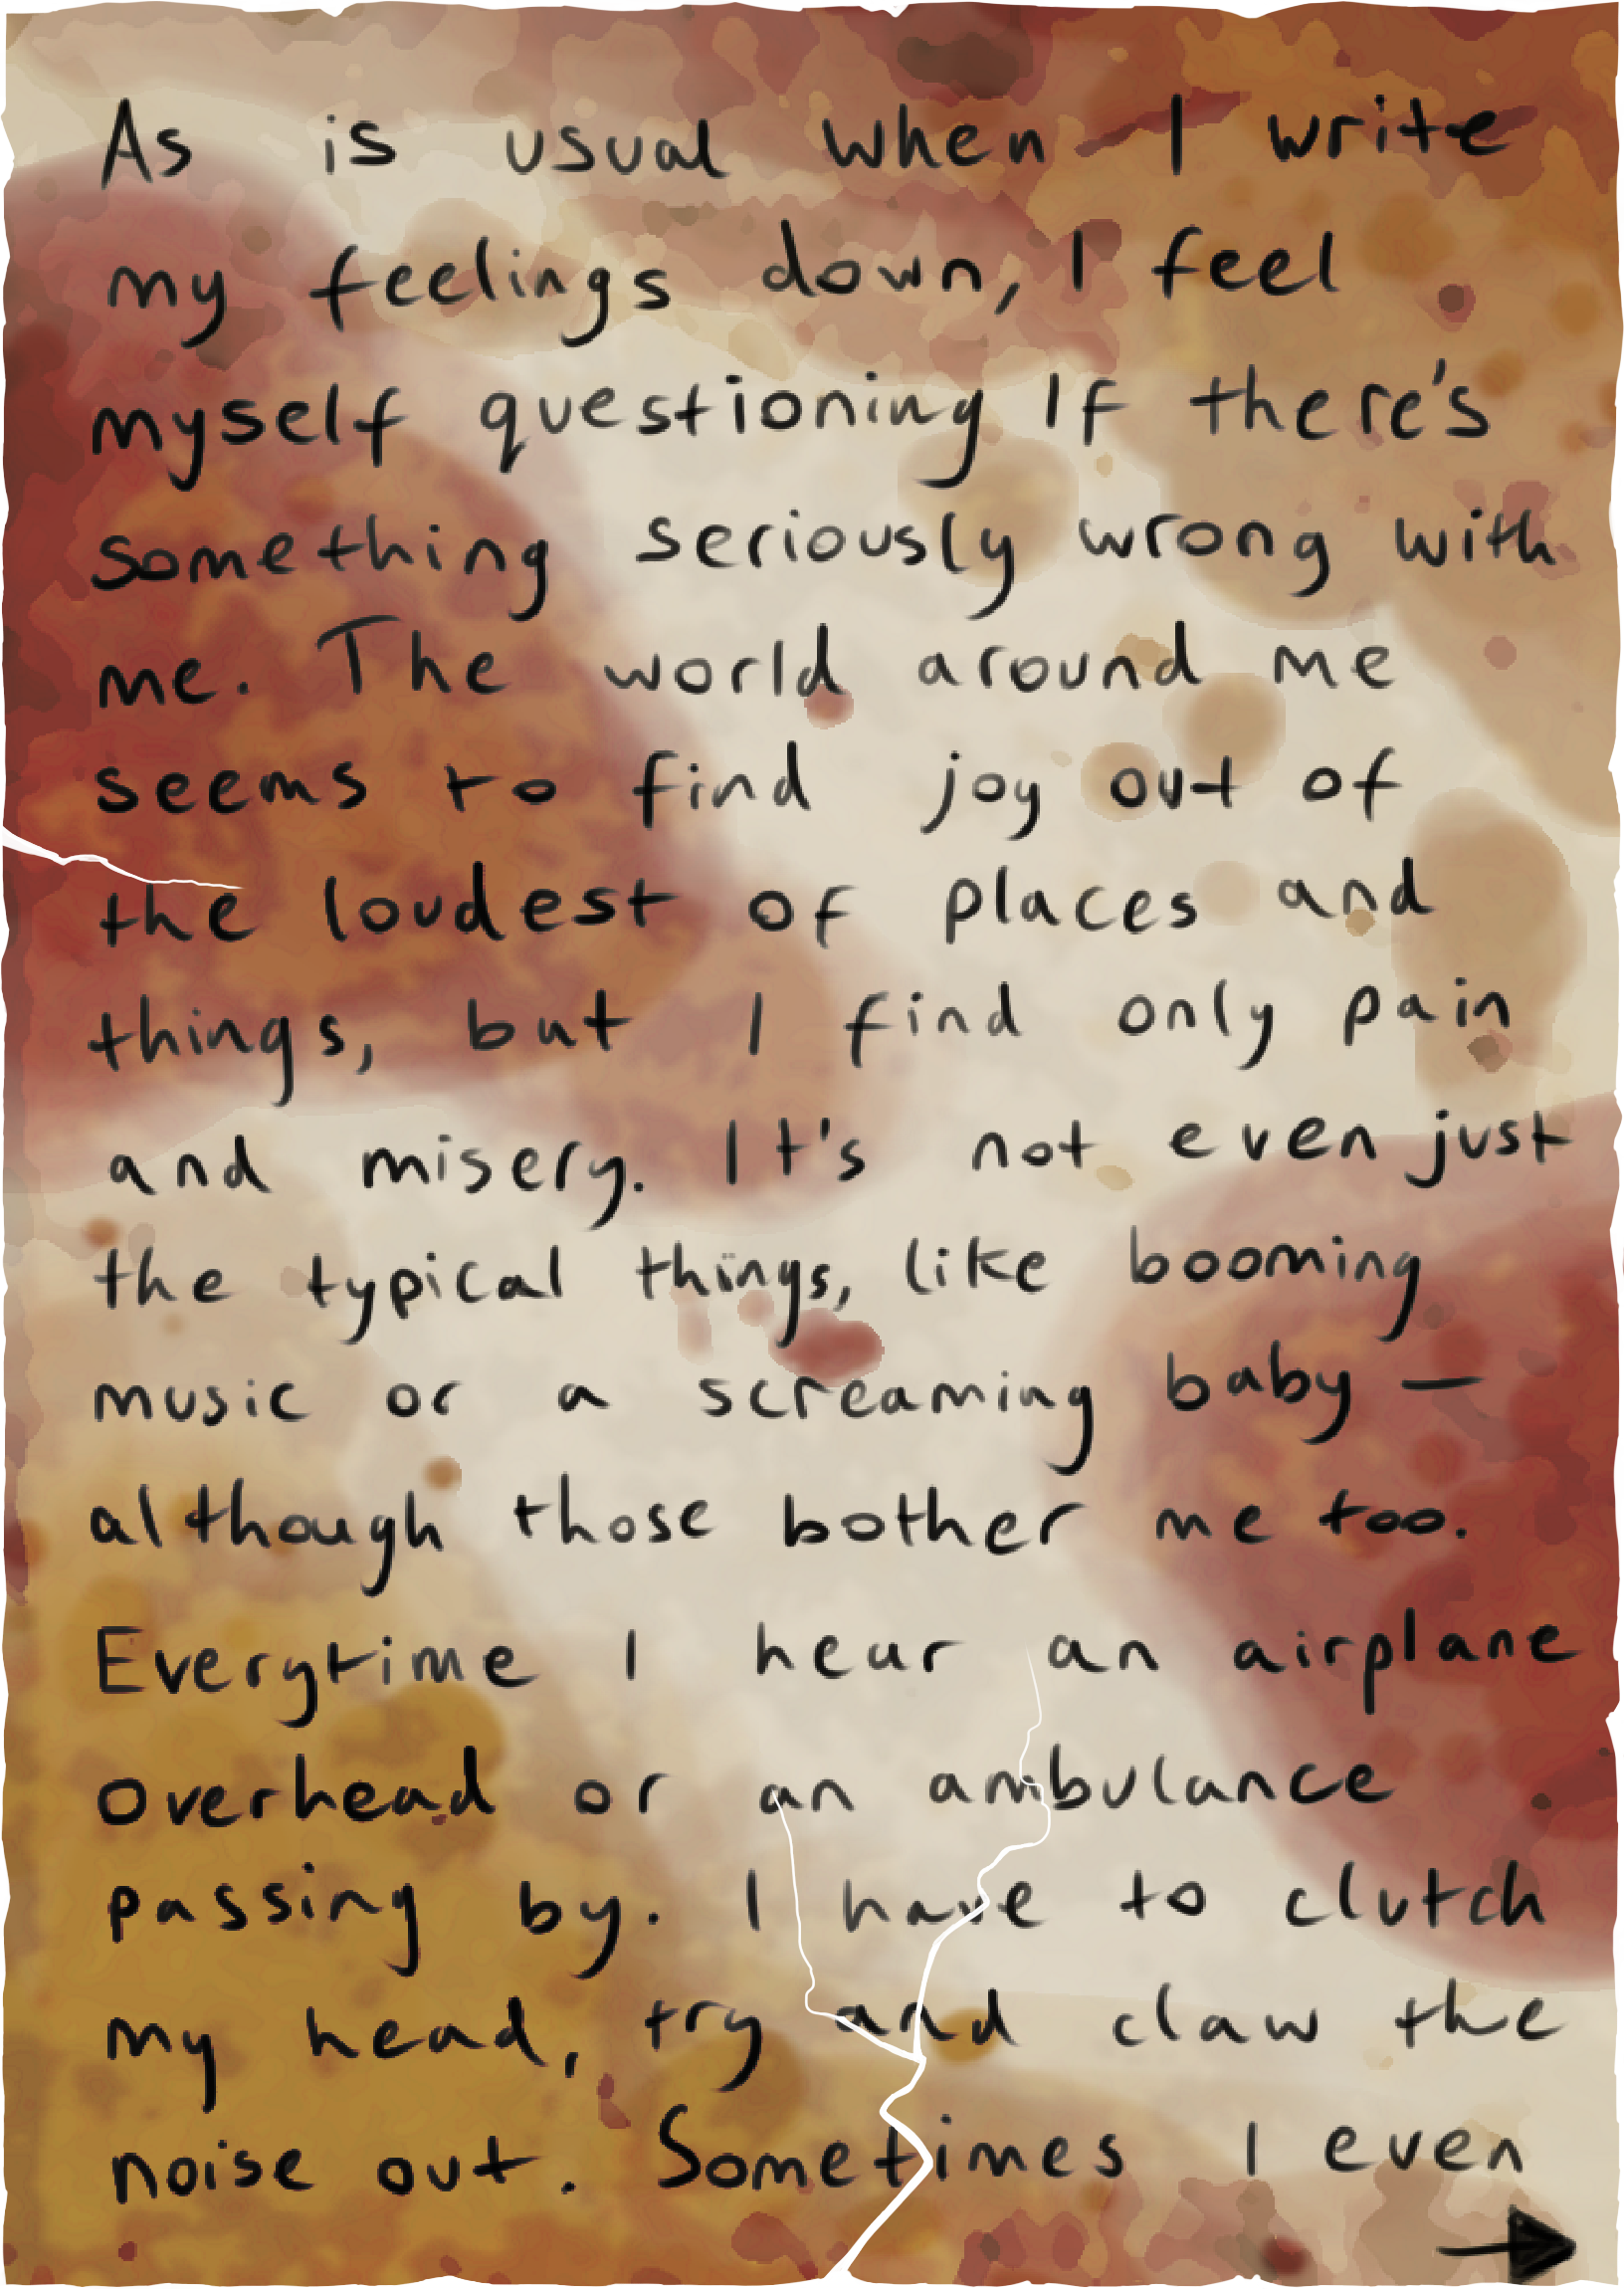 As is usual when I write
my feelings down, I feel
myself questioning If there's
something seriously wrong with
me. The world around me
seems to find joy out of
the loudest of places and
things, but I find only pain
and misery. It's not even just
the typical things, like booming
music or a screaming baby —
although those bother me too.
Everytime I hear an airplane
overhead or an ambulance
passing by. I have to clutch
my head, try and claw the
noise out. Sometimes I even